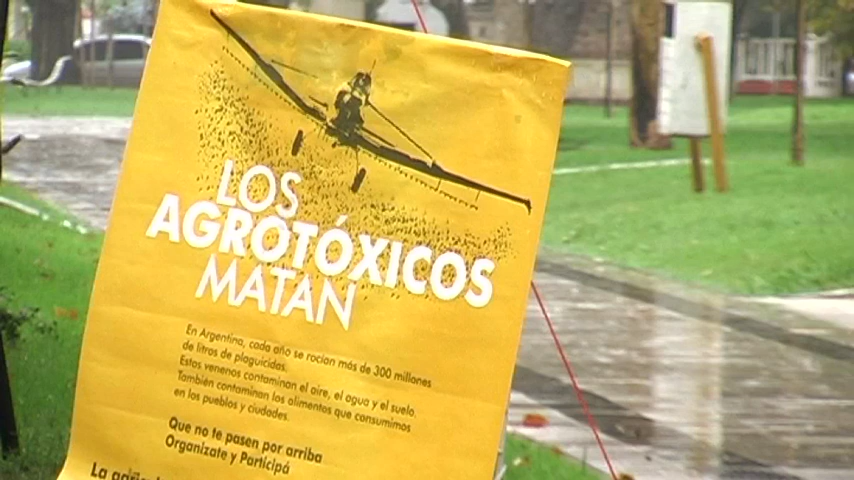 LOS
AGROTÓXICOS
MATAN
En Argentina, cada año se rocían más de 300 millones
de litros de plaguicidas.
Estos venenos contaminan el aire, el agua y el suelo.
También contaminan los alimentos que consumimos
en los pueblos y ciudades.
Que no te pasen por arriba
Organizate y Participá
La